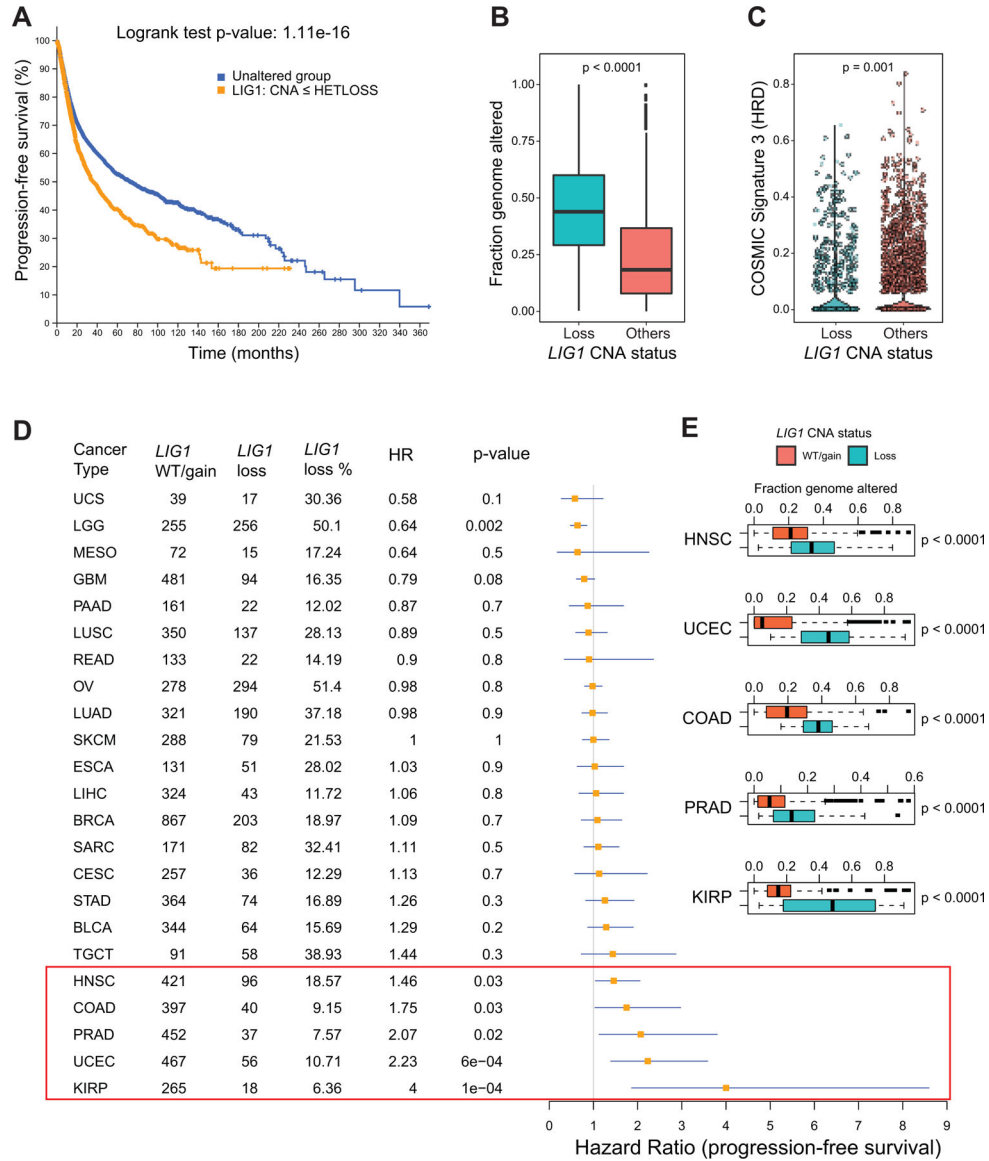 A
Logrank test p-value: 1.11e-16
Unaltered group
LIG1: CNA ≤ HETLOSS
Progression-free survival (%)
100
90
80
70
60
50
40
30
20
10
0
0 20 40 60 80 100 120 140 160 180 200 220 240 260 280 300 320 340 360
Time (months)
B
p < 0.0001
Fraction genome altered
1.00
0.75
0.50
0.25
0.00
Loss Others
LIG1 CNA status
C
p = 0.001
COSMIC Signature 3 (HRD)
0.8
0.6
0.4
0.2
0.0
Loss Others
LIG1 CNA status
D
Cancer Type LIG1 WT/gain LIG1 loss LIG1 loss % HR p-value
UCS 39 17 30.36 0.58 0.1
LGG 255 256 50.1 0.64 0.002
MESO 72 15 17.24 0.64 0.5
GBM 481 94 16.35 0.79 0.08
PAAD 161 22 12.02 0.87 0.7
LUSC 350 137 28.13 0.89 0.5
READ 133 22 14.19 0.9 0.8
OV 278 294 51.4 0.98 0.8
LUAD 321 190 37.18 0.98 0.9
SKCM 288 79 21.53 1 1
ESCA 131 51 28.02 1.03 0.9
LIHC 324 43 11.72 1.06 0.8
BRCA 867 203 18.97 1.09 0.7
SARC 171 82 32.41 1.11 0.5
CESC 257 36 12.29 1.13 0.7
STAD 364 74 16.89 1.26 0.3
BLCA 344 64 15.69 1.29 0.2
TGCT 91 58 38.93 1.44 0.3
HNSC 421 96 18.57 1.46 0.03
COAD 397 40 9.15 1.75 0.03
PRAD 452 37 7.57 2.07 0.02
UCEC 467 56 10.71 2.23 6e−04
KIRP 265 18 6.36 4 1e−04
0 1 2 3 4 5 6 7 8 9
Hazard Ratio (progression-free survival)
E
LIG1 CNA status
WT/gain Loss
Fraction genome altered
0.0 0.2 0.4 0.6 0.8
HNSC p < 0.0001
0.0 0.2 0.4 0.6 0.8
UCEC p < 0.0001
0.0 0.2 0.4 0.6 0.8
COAD p < 0.0001
0.0 0.1 0.2 0.3 0.4 0.5 0.6
PRAD p < 0.0001
0.0 0.2 0.4 0.6 0.8
KIRP p < 0.0001